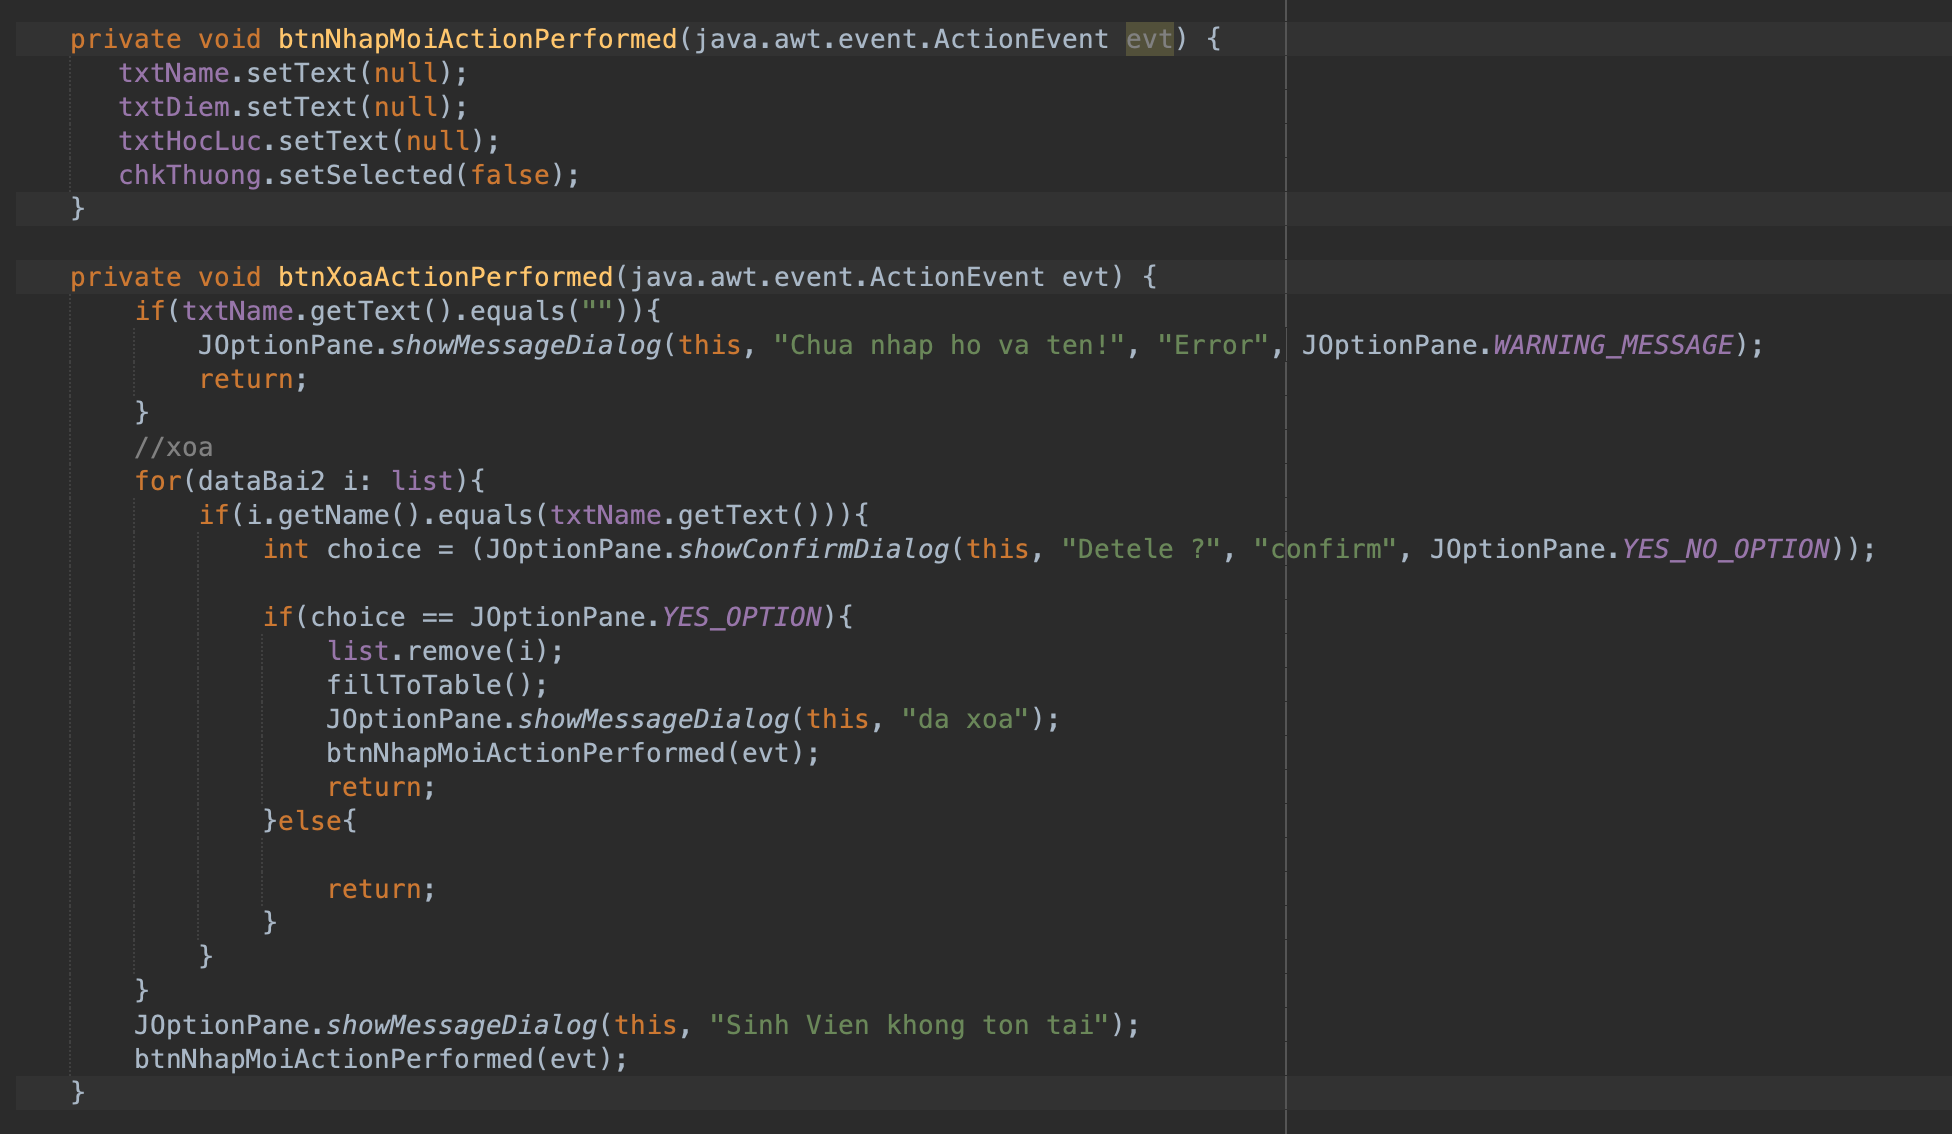 private void btnNhapMoiActionPerformed(java.awt.event.ActionEvent evt) {
txtName.setText(null);
txtDiem.setText(null);
txtHocLuc.setText(null);
chkThuong.setSelected(false);
}
private void btnXoaActionPerformed(java.awt.event.ActionEvent evt) {
if(txtName.getText().equals("")){
JOptionPane.showMessageDialog(this, "Chua nhap ho va ten!", "Error", JOptionPane.WARNING_MESSAGE);
return;
}
//xoa
for(dataBai2 i: list){
if(i.getName().equals(txtName.getText())){
int choice = (JOptionPane.showConfirmDialog(this, "Detele ?", "confirm", JOptionPane.YES_NO_OPTION));
if(choice == JOptionPane.YES_OPTION){
list.remove(i);
fillToTable();
JOptionPane.showMessageDialog(this, "da xoa");
btnNhapMoiActionPerformed(evt);
return;
}else{
return;
}
}
}
JOptionPane.showMessageDialog(this, "Sinh Vien khong ton tai");
btnNhapMoiActionPerformed(evt);
}